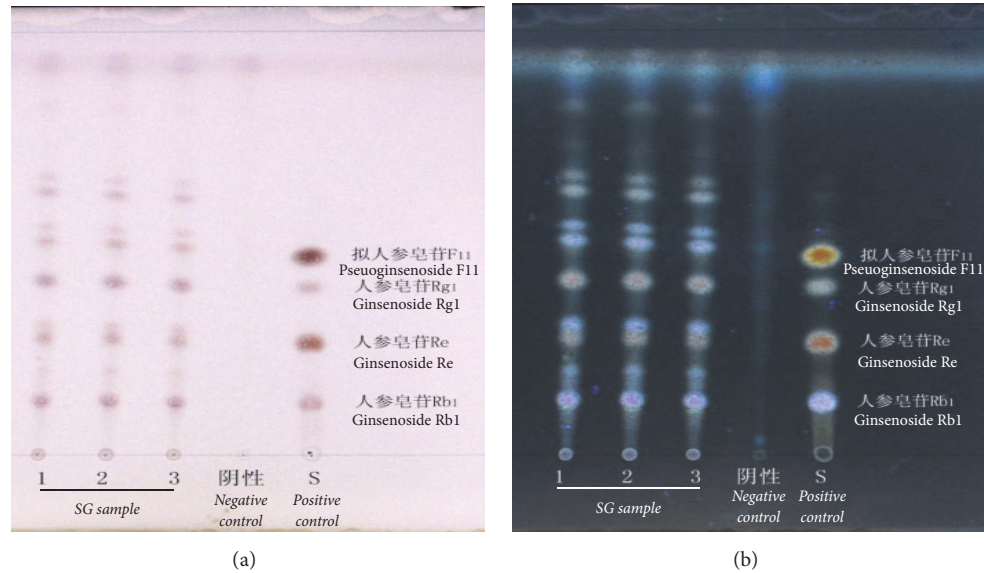 拟人参皂苷F11
Pseuoginsenoside F11
人参皂苷Rg1
Ginsenoside Rg1
人参皂苷Re
Ginsenoside Re
人参皂苷Rb1
Ginsenoside Rb1
1 2 3 阴性 S
SG sample
Negative control
Positive control
(a)
拟人参皂苷F11
Pseuoginsenoside F11
人参皂苷Rg1
Ginsenoside Rg1
人参皂苷Re
Ginsenoside Re
人参皂苷Rb1
Ginsenoside Rb1
1 2 3 阴性 S
SG sample
Negative control
Positive control
(b)